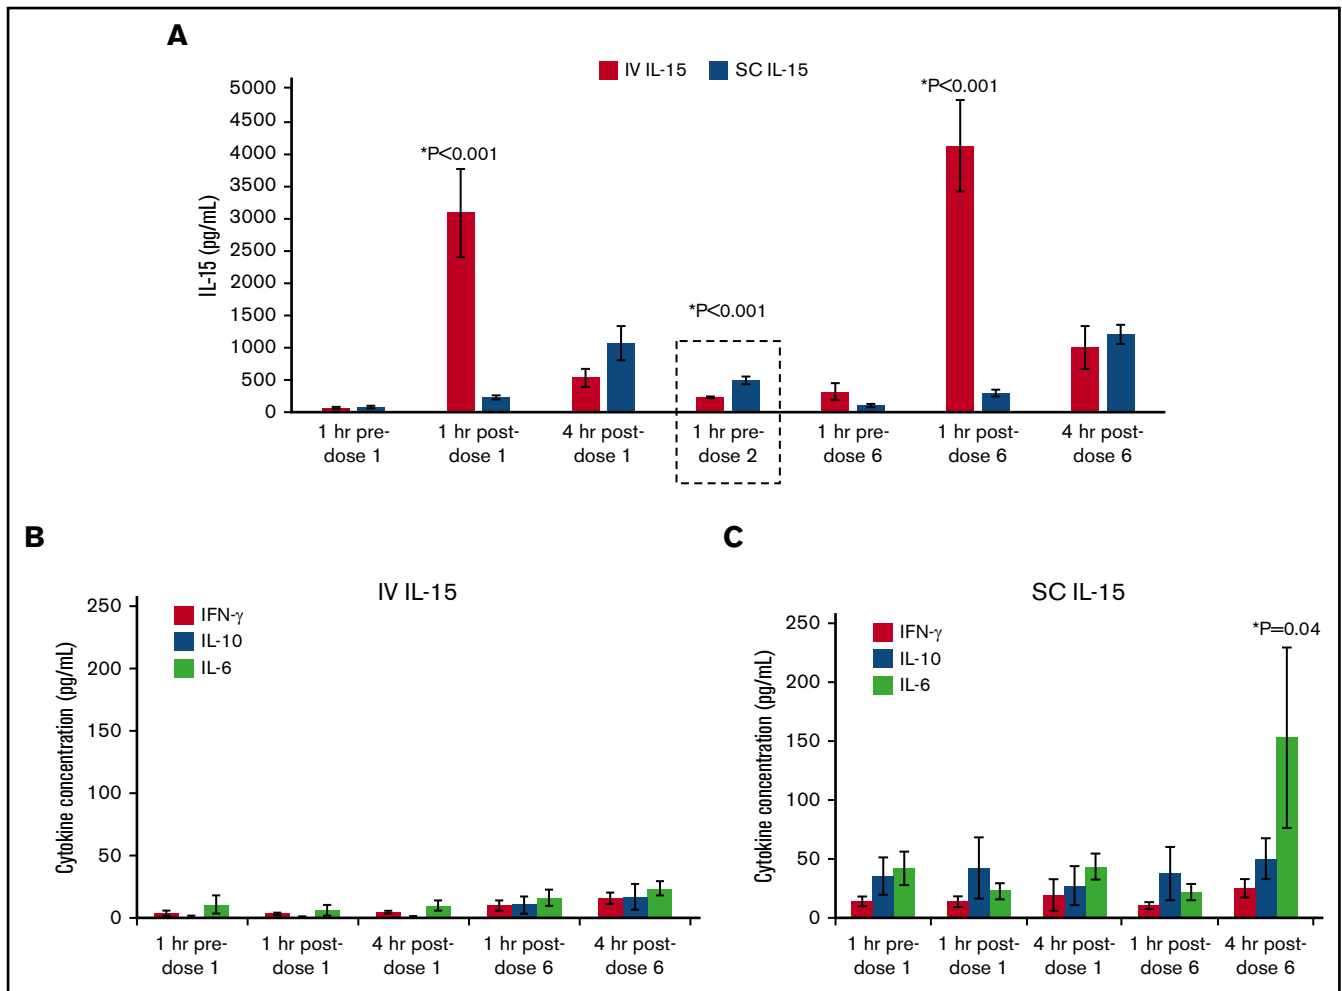 A
IV IL-15 SC IL-15
IL-15 (pg/mL)
5000
4500
4000
3500
3000
2500
2000
1500
1000
500
0
*P<0.001
*P<0.001
*P<0.001
1 hr pre-
dose 1
1 hr post-
dose 1
4 hr post-
dose 1
1 hr pre-
dose 2
1 hr pre-
dose 6
1 hr post-
dose 6
4 hr post-
dose 6
B
IV IL-15
Cytokine concentration (pg/mL)
250
200
150
100
50
0
IFN-γ
IL-10
IL-6
1 hr pre-
dose 1
1 hr post-
dose 1
4 hr post-
dose 1
1 hr post-
dose 6
4 hr post-
dose 6
C
SC IL-15
Cytokine concentration (pg/mL)
250
200
150
100
50
0
IFN-γ
IL-10
IL-6
*P=0.04
1 hr pre-
dose 1
1 hr post-
dose 1
4 hr post-
dose 1
1 hr post-
dose 6
4 hr post-
dose 6